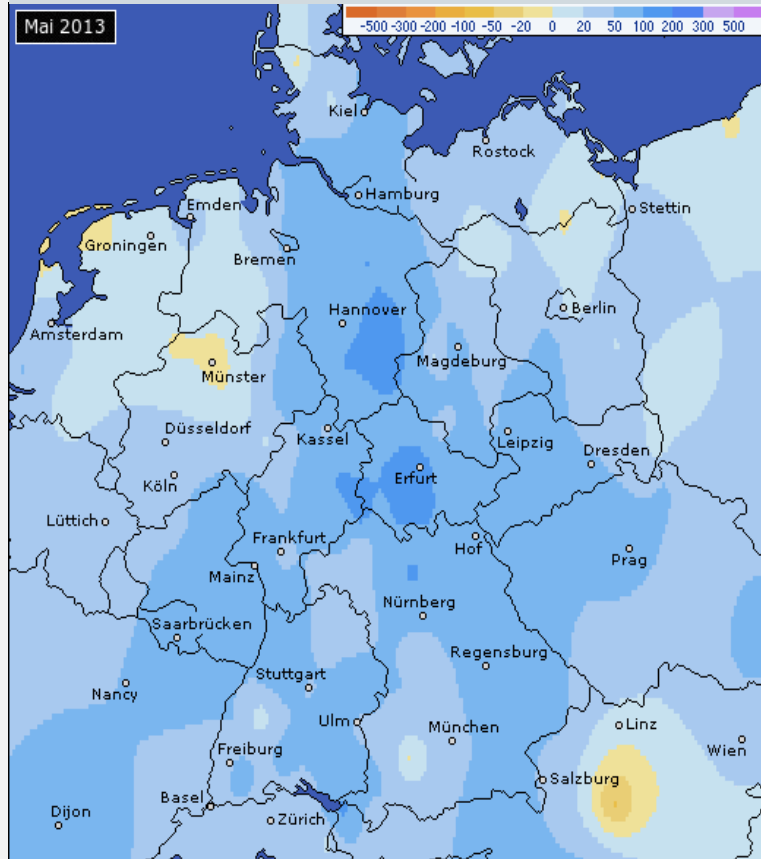 Mai 2013
-500 -300 -200 -100 -50 -20 0 20 50 100 200 300 500
Kiel
Rostock
Hamburg
Emden
Stettin
Groningen
Bremen
Hannover
Berlin
Amsterdam
Magdeburg
Münster
Düsseldorf
Kassel
Leipzig
Dresden
Köln
Erfurt
Lüttich
Frankfurt
Hof
Prag
Mainz
Nürnberg
Saarbrücken
Regensburg
Stuttgart
Nancy
Ulm
München
Linz
Freiburg
Wien
Salzburg
Basel
Dijon
Zürich